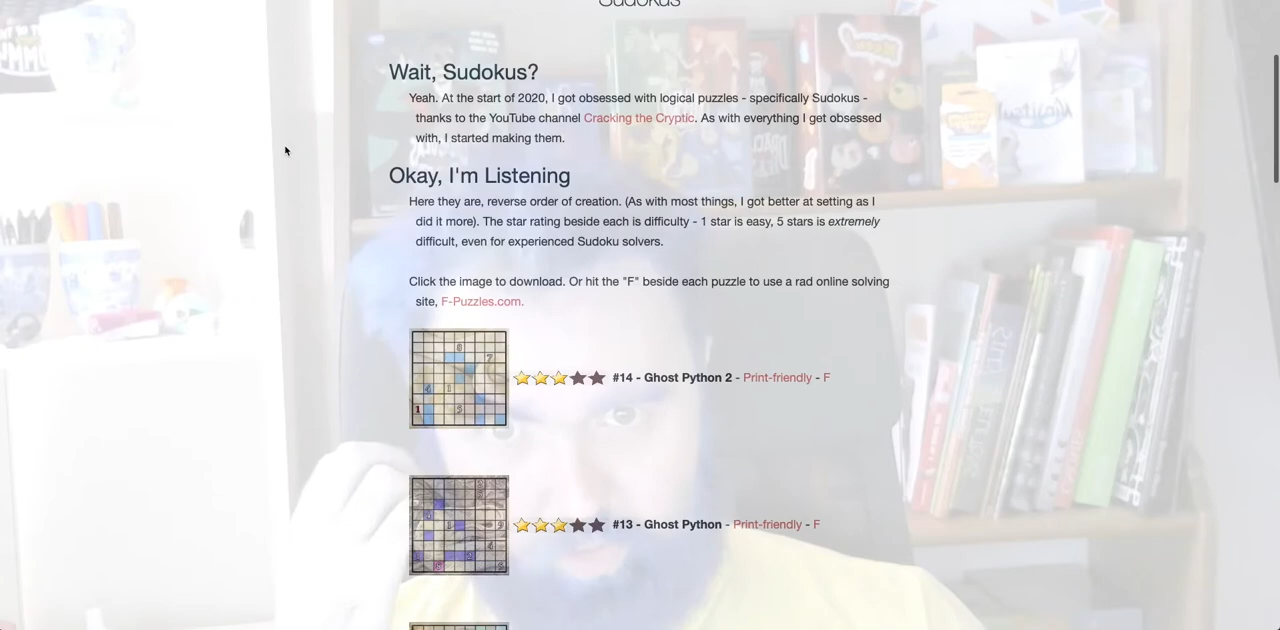 Sudokus
Wait, Sudokus?
Yeah. At the start of 2020, I got obsessed with logical puzzles - specifically Sudokus -
thanks to the YouTube channel Cracking the Cryptic. As with everything I get obsessed
with, I started making them.
Okay, I'm Listening
Here they are, reverse order of creation. (As with most things, I got better at setting as I
did it more). The star rating beside each is difficulty - 1 star is easy, 5 stars is extremely
difficult, even for experienced Sudoku solvers.
Click the image to download. Or hit the "F" beside each puzzle to use a rad online solving
site, F-Puzzles.com.
#14 - Ghost Python 2 - Print-friendly - F
#13 - Ghost Python - Print-friendly - F